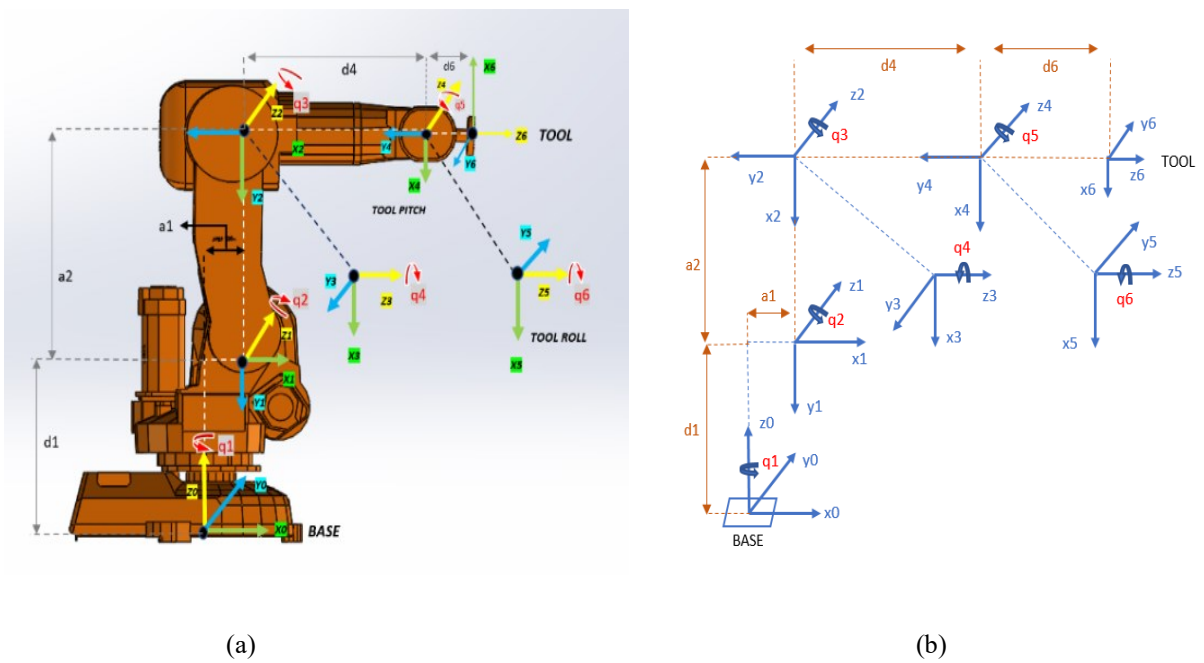 d4
d6
X6
Z4
q5
Z2
q3
Z6
TOOL
X2
Y4
Y6
X4
Y2
TOOL PITCH
a1
a2
Y5
Y3
Z3
q4
Z5
q6
q2
Z1
X3
X5
TOOL ROLL
X1
Y1
d1
q1
Z0
Y0
X0
BASE
(a)
d4
d6
z2
q3
z4
q5
y6
TOOL
y2
y4
x6
z6
x2
x4
y5
q4
z5
a2
a1
z1
q2
y3
z3
q6
x1
x3
x5
y1
d1
z0
q1
y0
x0
BASE
(b)